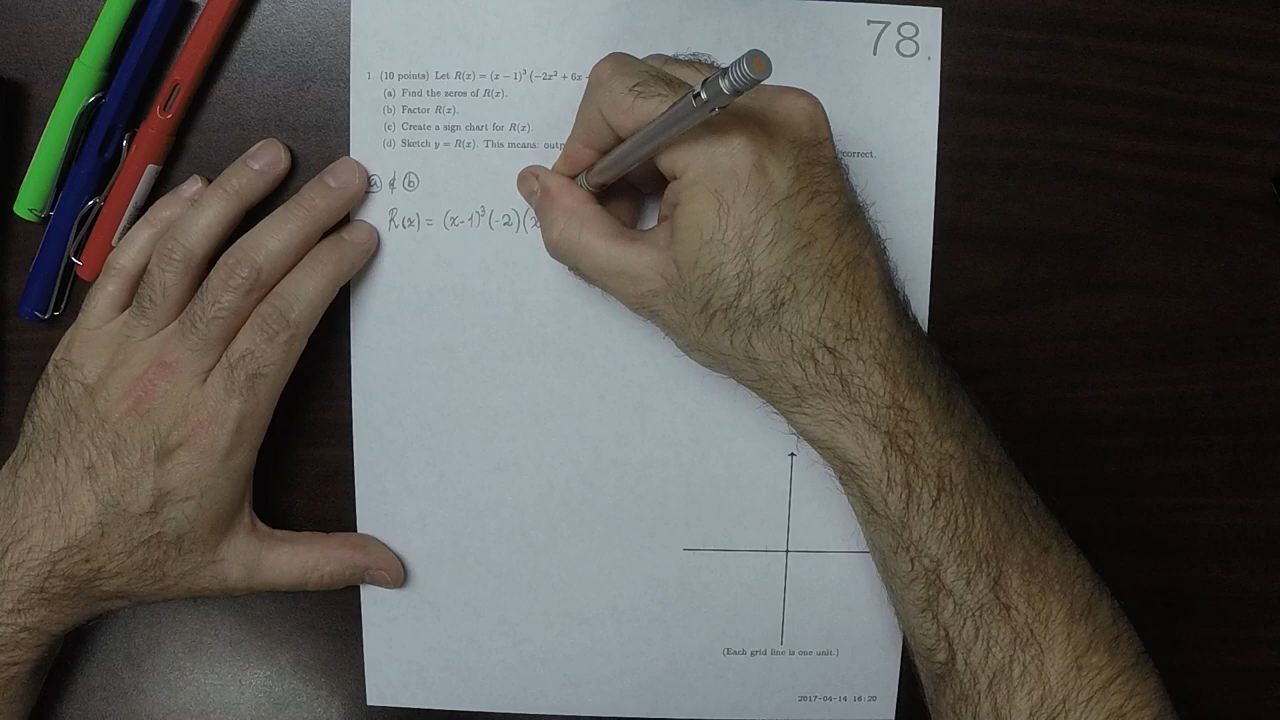 78.
1. (10 points) Let R(x) = (x − 1)³ (−2x² + 6x
(a) Find the zeros of R(x).
(b) Factor R(x).
(c) Create a sign chart for R(x).
(d) Sketch y = R(x). This means: outp correct.
ⓐ & ⓑ
R(x) = (x-1)³(-2)(x
(Each grid line is one unit.)
2017-04-14 16:20